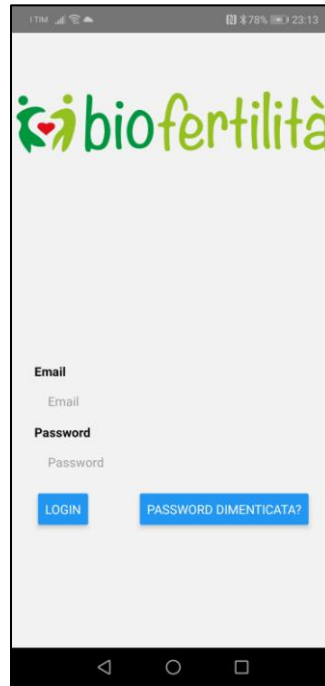 I TIM 78% 23:13
biofertilità
Email
Email
Password
Password
LOGIN PASSWORD DIMENTICATA?